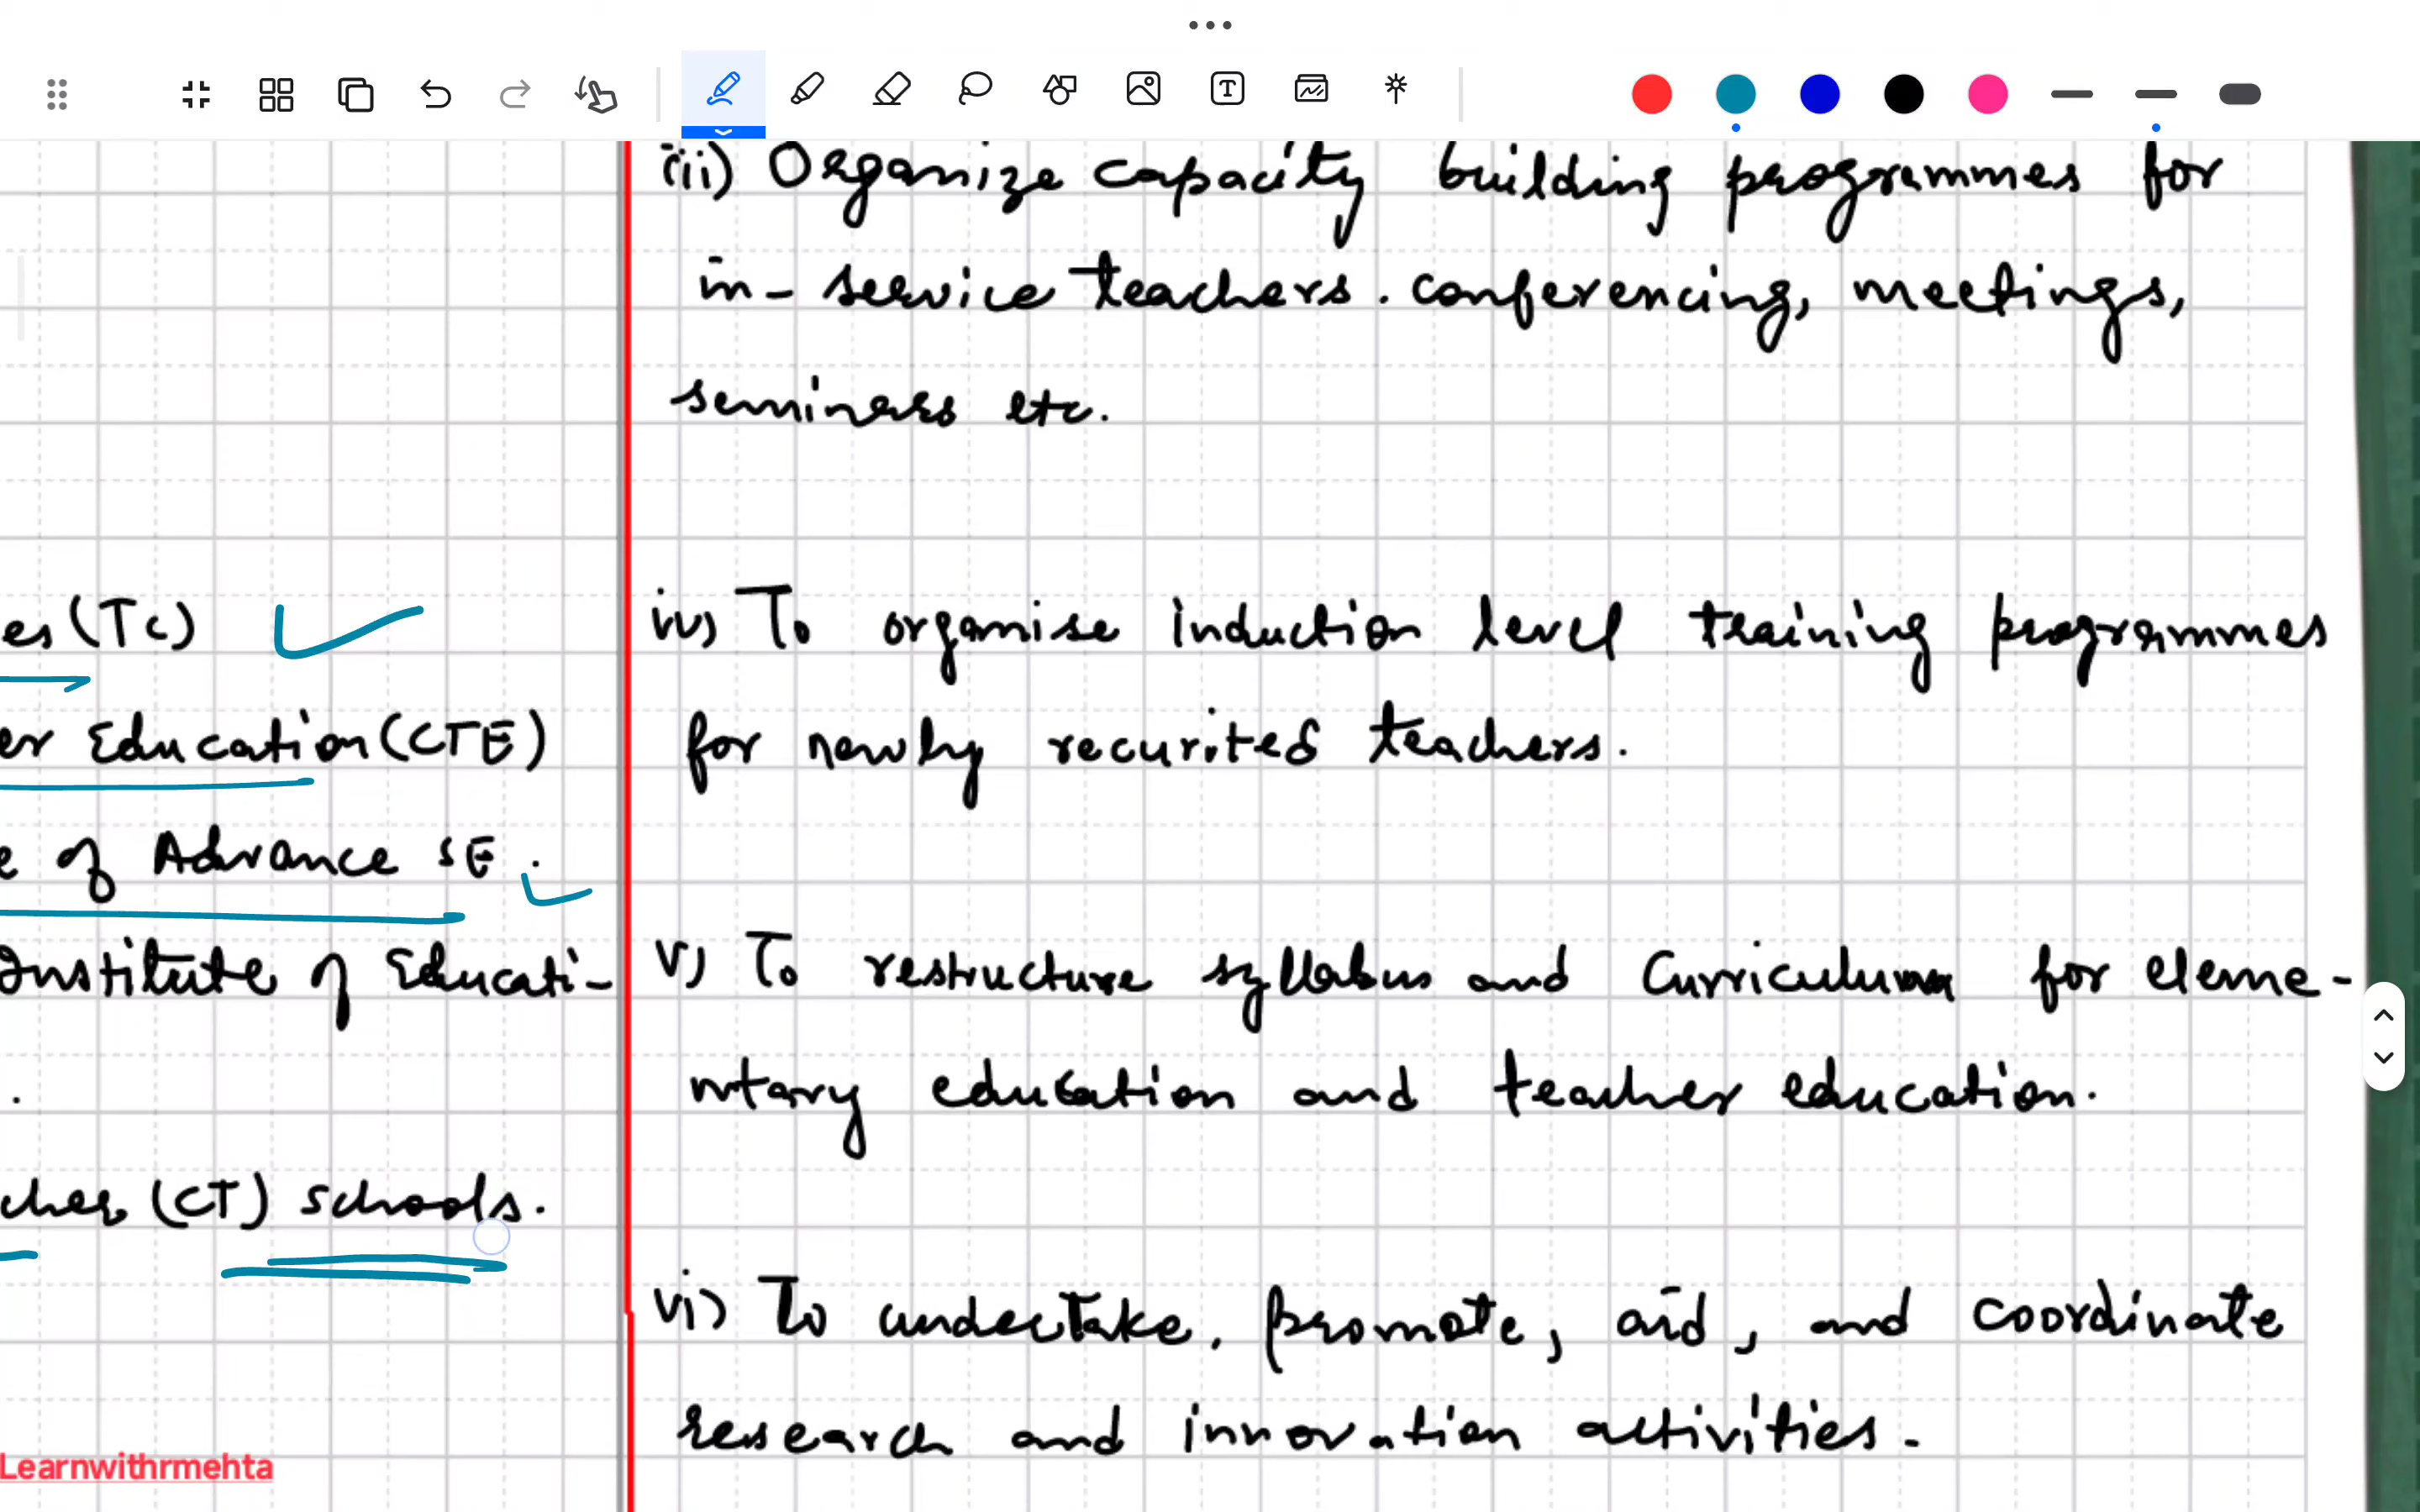 iii) Organize capacity building programmes for
in-service teachers. conferencing, meetings,
seminars etc.
es (TC)
er Education (CTE)
e of Advance SE.
Institute of Educati-
.
cher (CT) schools.
iv) To organise induction level training programmes
for newly recurited teachers.
v) To restructure syllabus and Curriculum for eleme-
ntary education and teacher education.
vi) To undertake, promote, aid, and coordinate
research and innovation activities.
Learnwithrmehta